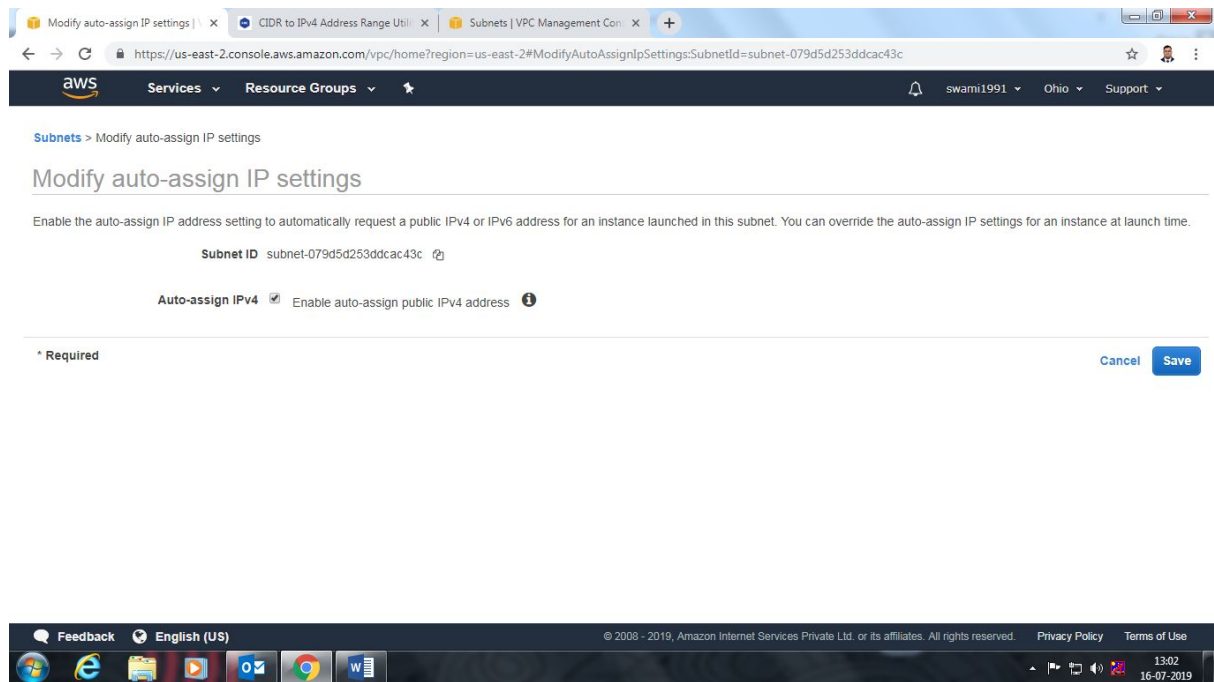 Modify auto-assign IP settings | V
CIDR to IPv4 Address Range Utili
Subnets | VPC Management Con
https://us-east-2.console.aws.amazon.com/vpc/home?region=us-east-2#ModifyAutoAssignIpSettings:SubnetId=subnet-079d5d253ddcac43c
aws Services Resource Groups swami1991 Ohio Support
Subnets > Modify auto-assign IP settings
Modify auto-assign IP settings
Enable the auto-assign IP address setting to automatically request a public IPv4 or IPv6 address for an instance launched in this subnet. You can override the auto-assign IP settings for an instance at launch time.
Subnet ID subnet-079d5d253ddcac43c
Auto-assign IPv4 Enable auto-assign public IPv4 address
* Required
Cancel Save
Feedback English (US) © 2008 - 2019, Amazon Internet Services Private Ltd. or its affiliates. All rights reserved. Privacy Policy Terms of Use
13:02
16-07-2019